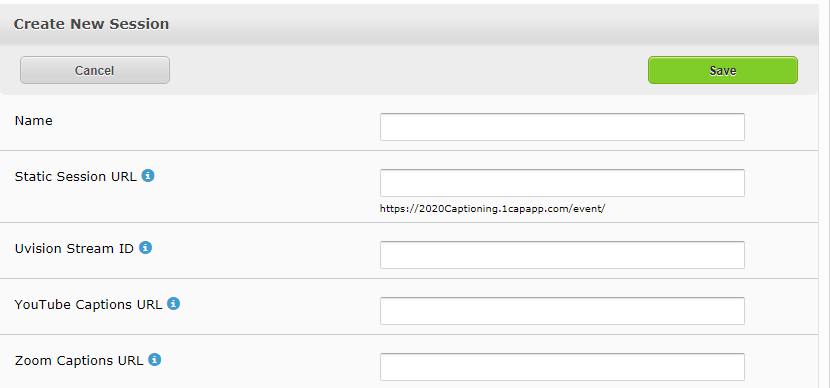 Create New Session
Cancel
Save
Name
Static Session URL
https://2020Captioning.1capapp.com/event/
Uvision Stream ID
YouTube Captions URL
Zoom Captions URL